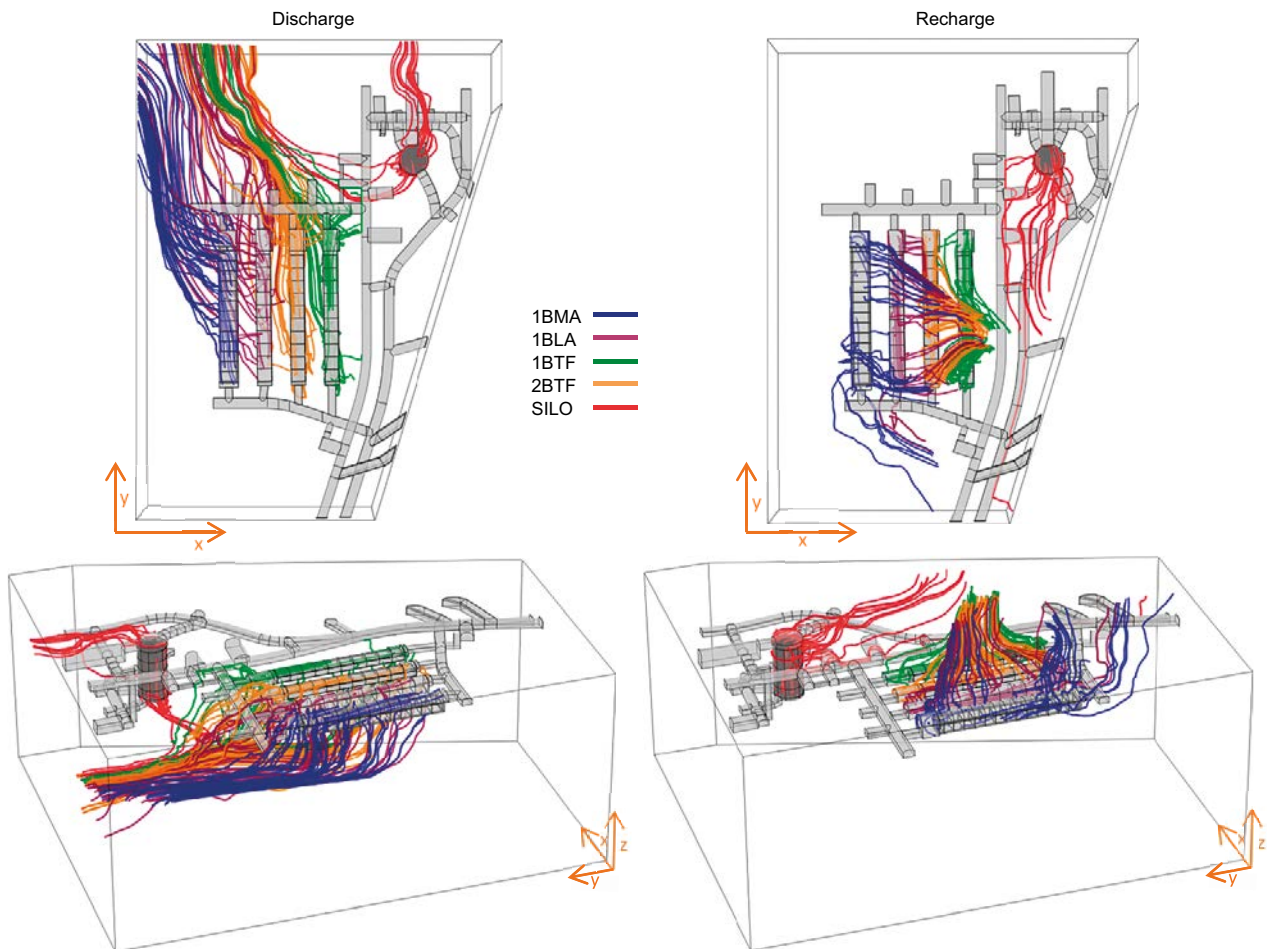 Discharge
Recharge
1BMA
1BLA
1BTF
2BTF
SILO
y
x
y
x
x
z
y
x
z
y